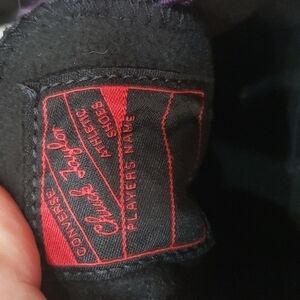 CONVERSE
Chuck Taylor
ATHLETIC
SHOES
PLAYERS NAME